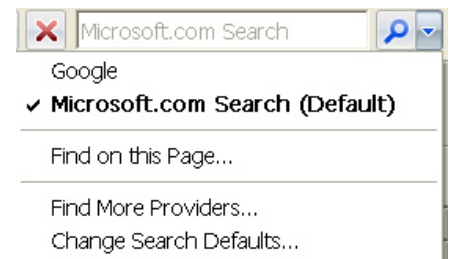 Microsoft.com Search
Google
Microsoft.com Search (Default)
Find on this Page...
Find More Providers...
Change Search Defaults...